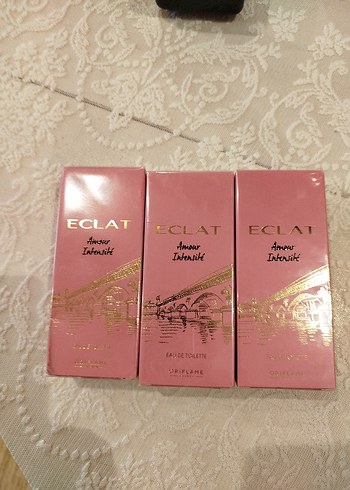 ECLAT
Amour
Intensité
ECLAT
Amour
Intensité
EAU DE TOILETTE
ORIFLAME
ECLAT
Amour
Intensité